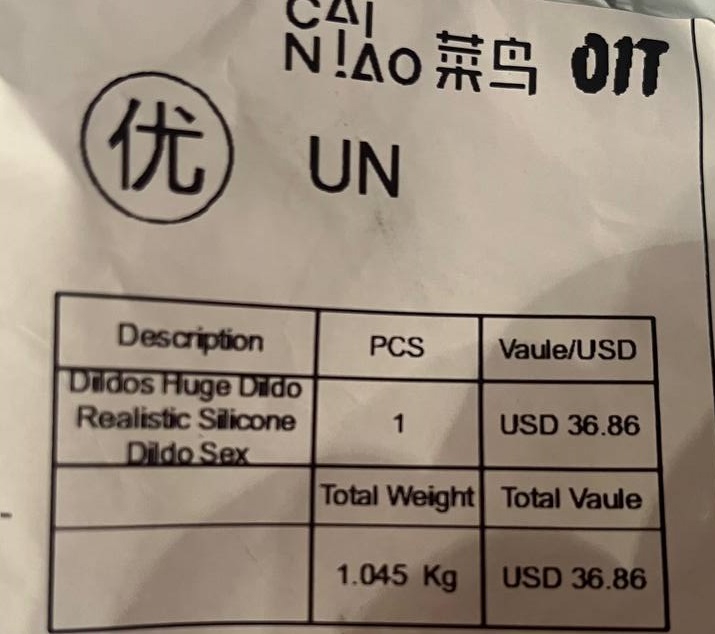 CAI
NIAO 菜鸟 01T
优 UN
Description PCS Vaule/USD
Dildos Huge Dildo
Realistic Silicone
Dildo Sex
1 USD 36.86
Total Weight Total Vaule
1.045 Kg USD 36.86